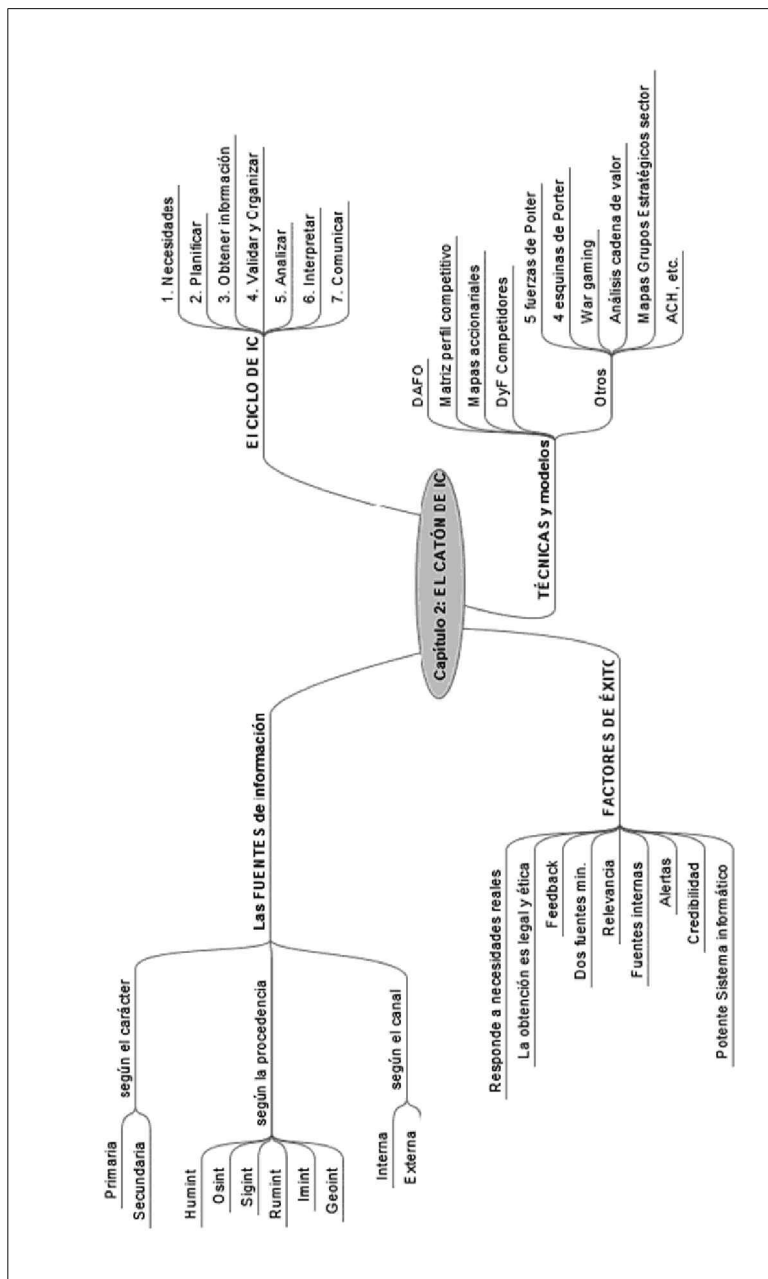 Capítulo 2: EL CATÓN DE IC
El CICLO DE IC
1. Necesidades
2. Planificar
3. Obtener información
4. Validar y Organizar
5. Analizar
6. Interpretar
7. Comunicar
TÉCNICAS y modelos
DAFO
Matriz perfil competitivo
Mapas accionariales
DyF Competidores
Otros
5 fuerzas de Porter
4 esquinas de Porter
War gaming
Análisis cadena de valor
Mapas Grupos Estratégicos sector
ACH, etc.
Las FUENTES de información
según el carácter
Primaria
Secundaria
según la procedencia
Humint
Osint
Sigint
Rumint
Imint
Geoint
según el canal
Interna
Externa
FACTORES DE ÉXITO
Responde a necesidades reales
La obtención es legal y ética
Feedback
Dos fuentes min.
Relevancia
Fuentes internas
Alertas
Credibilidad
Potente Sistema informático